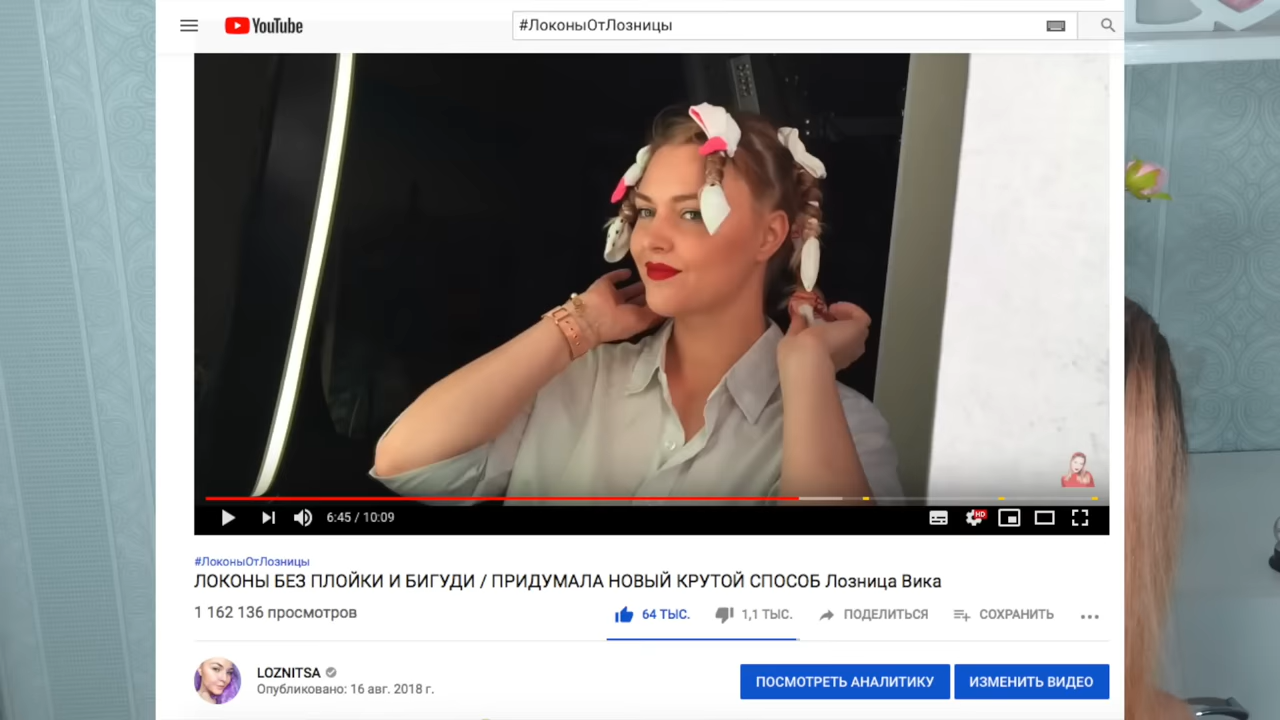 YouTube
#ЛоконыОтЛозницы
HD
6:45 / 10:09
#ЛоконыОтЛозницы
ЛОКОНЫ БЕЗ ПЛОЙКИ И БИГУДИ / ПРИДУМАЛА НОВЫЙ КРУТОЙ СПОСОБ Лозница Вика
1 162 136 просмотров
64 ТЫС.
1,1 ТЫС.
ПОДЕЛИТЬСЯ
СОХРАНИТЬ
LOZNITSA
Опубликовано: 16 авг. 2018 г.
ПОСМОТРЕТЬ АНАЛИТИКУ
ИЗМЕНИТЬ ВИДЕО